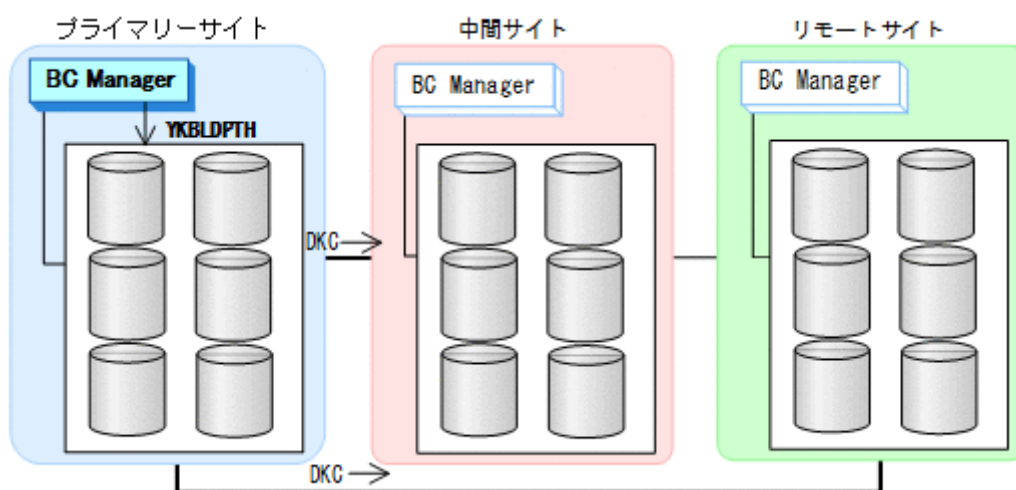 プライマリーサイト
中間サイト
リモートサイト
BC Manager
BC Manager
BC Manager
YKBLDPTH
DKC
DKC